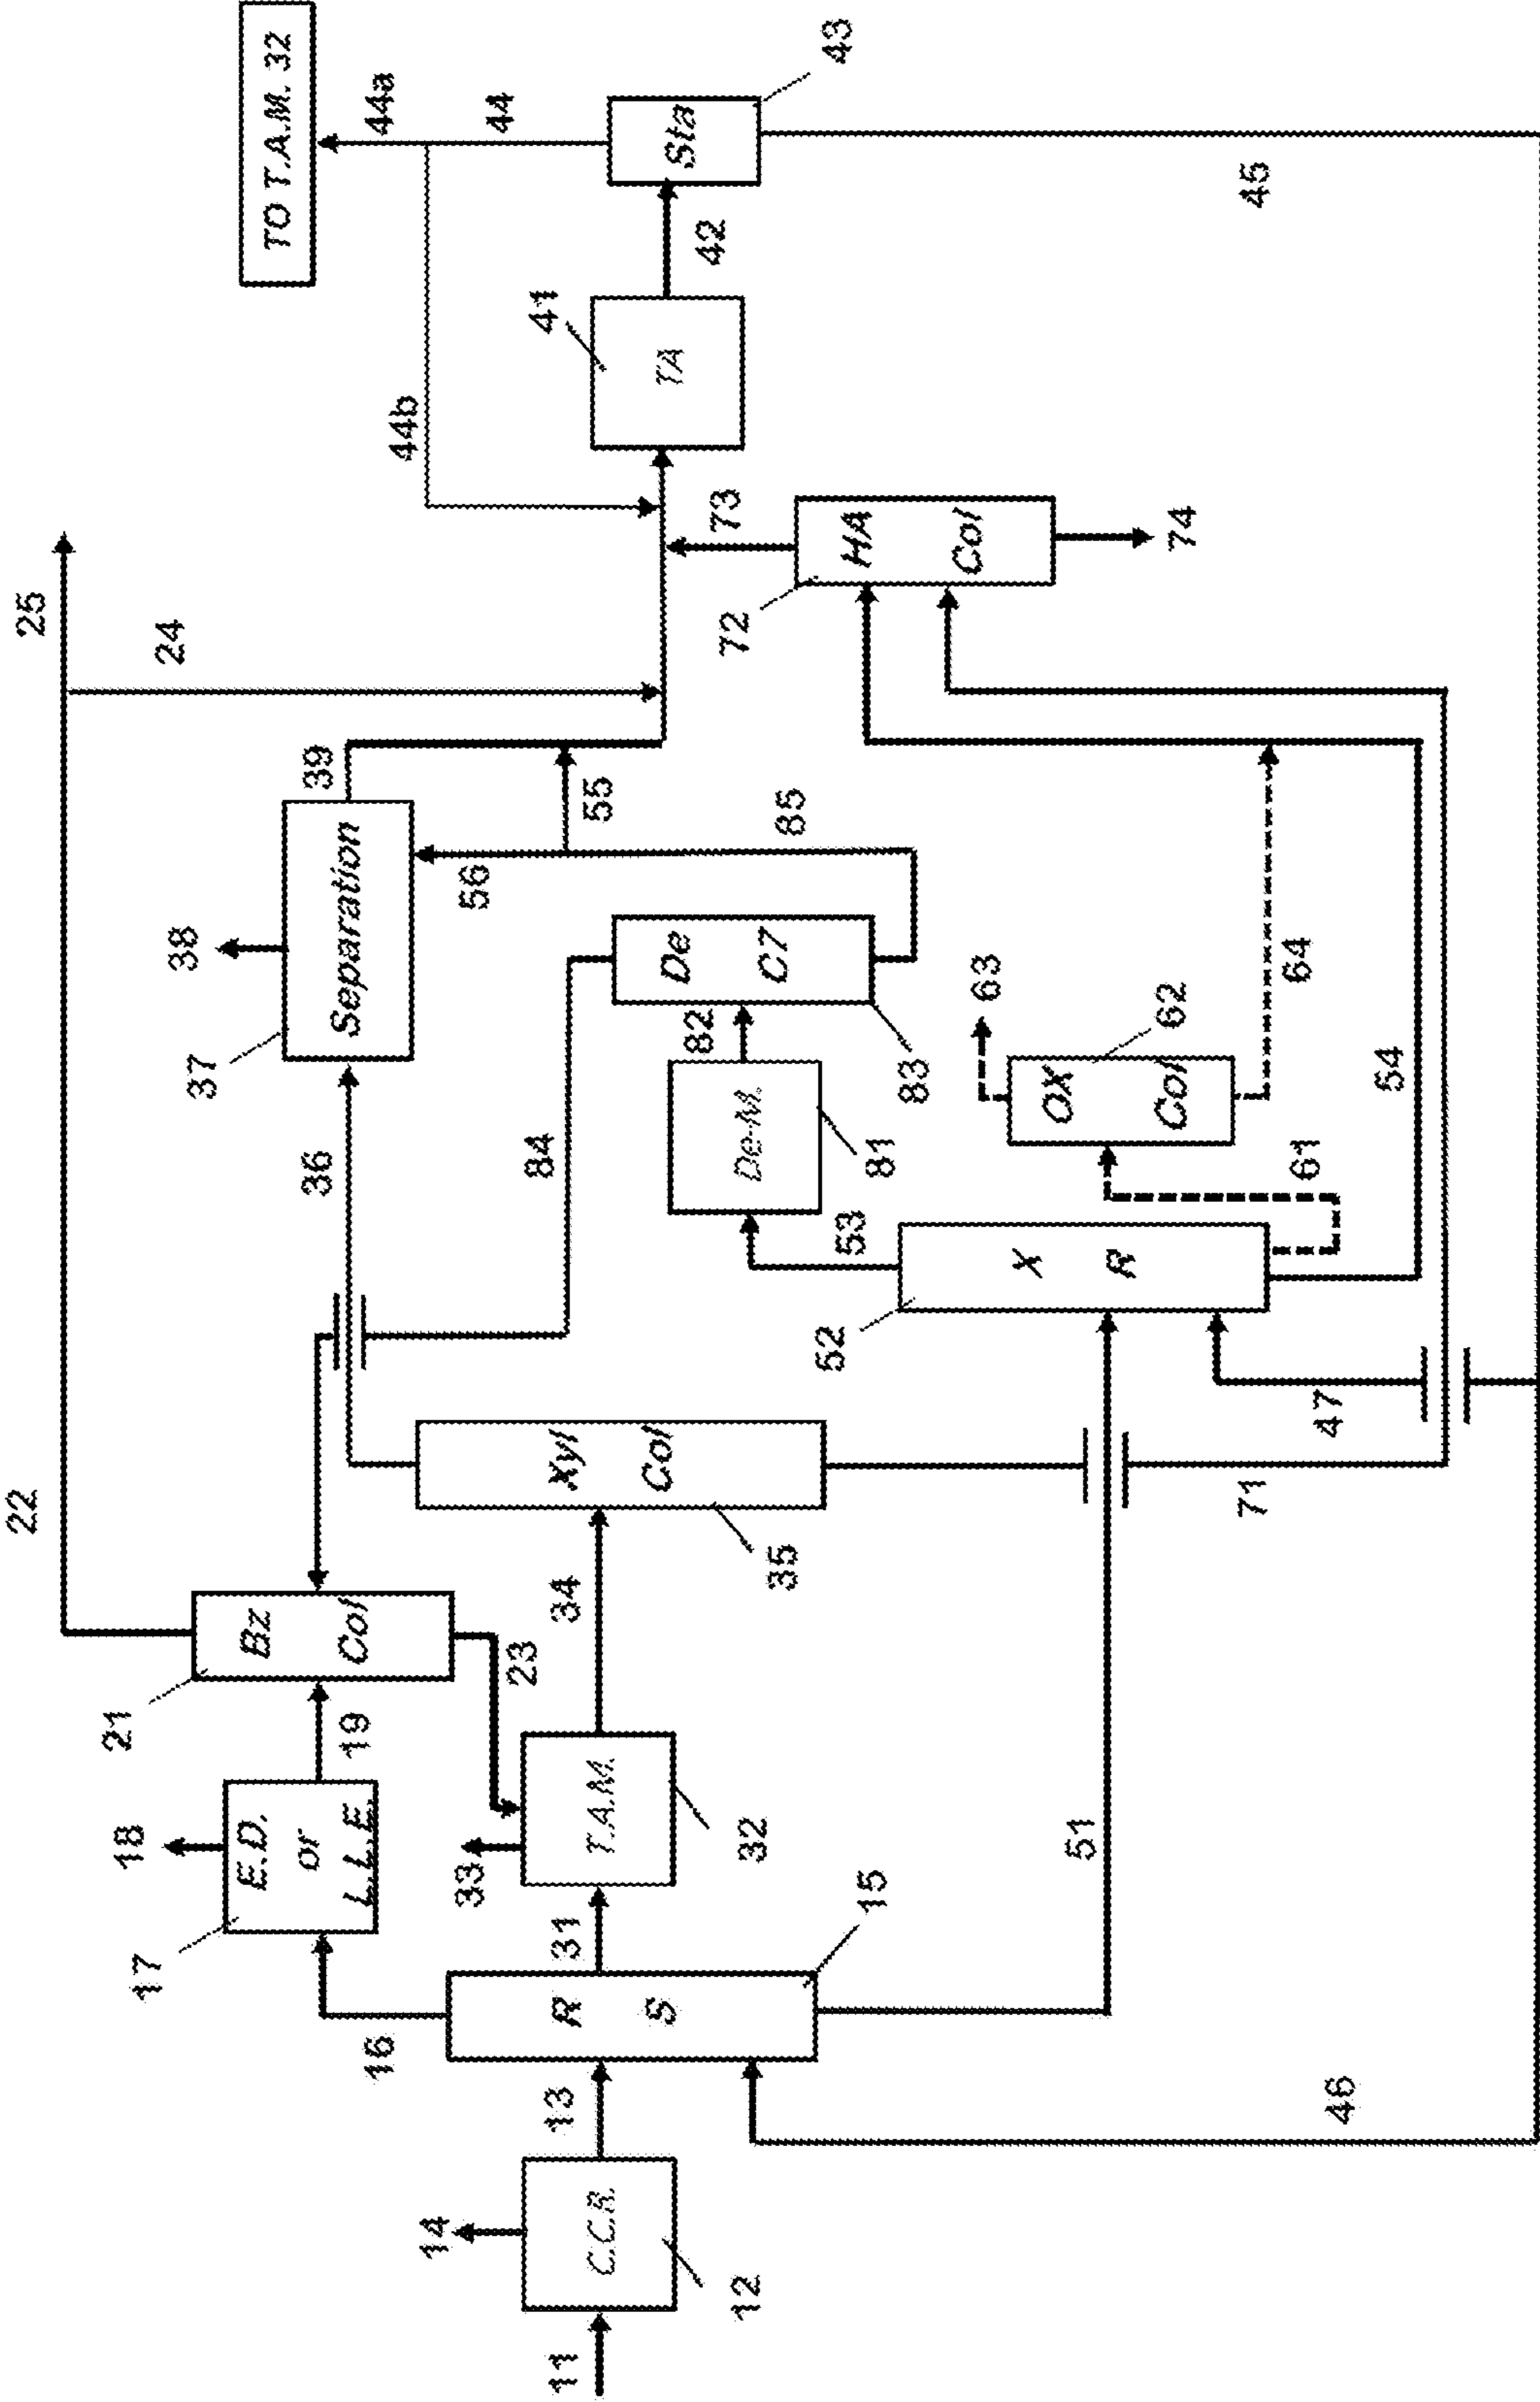 11
12
C.C.R.
14
13
R
S
15
16
17
E.D.
or
L.L.E.
18
19
21
Bz
Col
22
23
24
25
31
T.A.M.
32
33
34
Xyl
Col
35
36
37
Separation
38
39
TA
41
42
Sta
43
44
44a
44b
TO T.A.M. 32
45
46
47
51
X
R
52
53
54
55
56
61
OX
Col
62
63
64
71
HA
Col
72
73
74
De-M.
81
82
De
C7
83
84
85